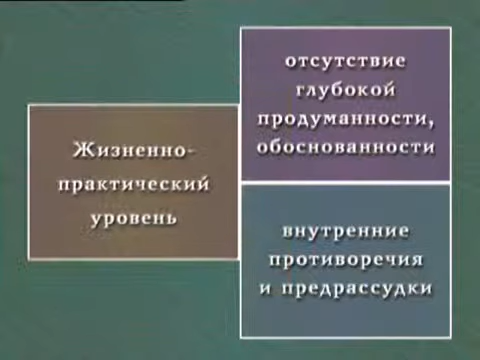 Жизненно-
практический
уровень
отсутствие
глубокой
продуманности,
обоснованности
внутренние
противоречия
и предрассудки